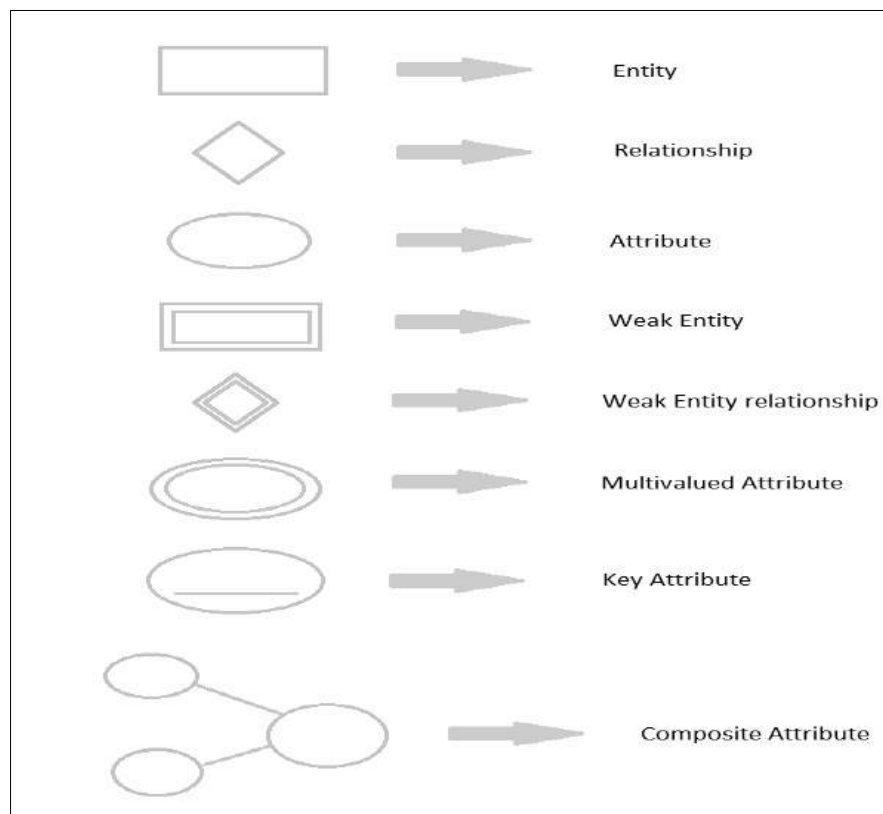 Entity
Relationship
Attribute
Weak Entity
Weak Entity relationship
Multivalued Attribute
Key Attribute
Composite Attribute